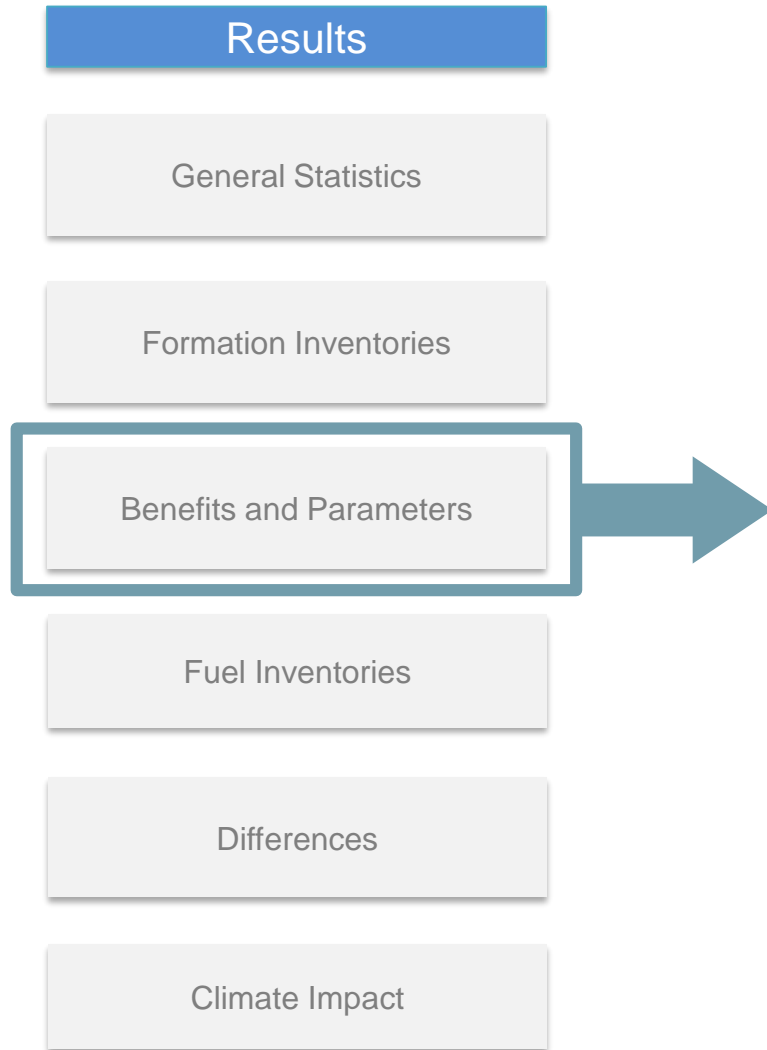 Results
General Statistics
Formation Inventories
Benefits and Parameters
Fuel Inventories
Differences
Climate Impact